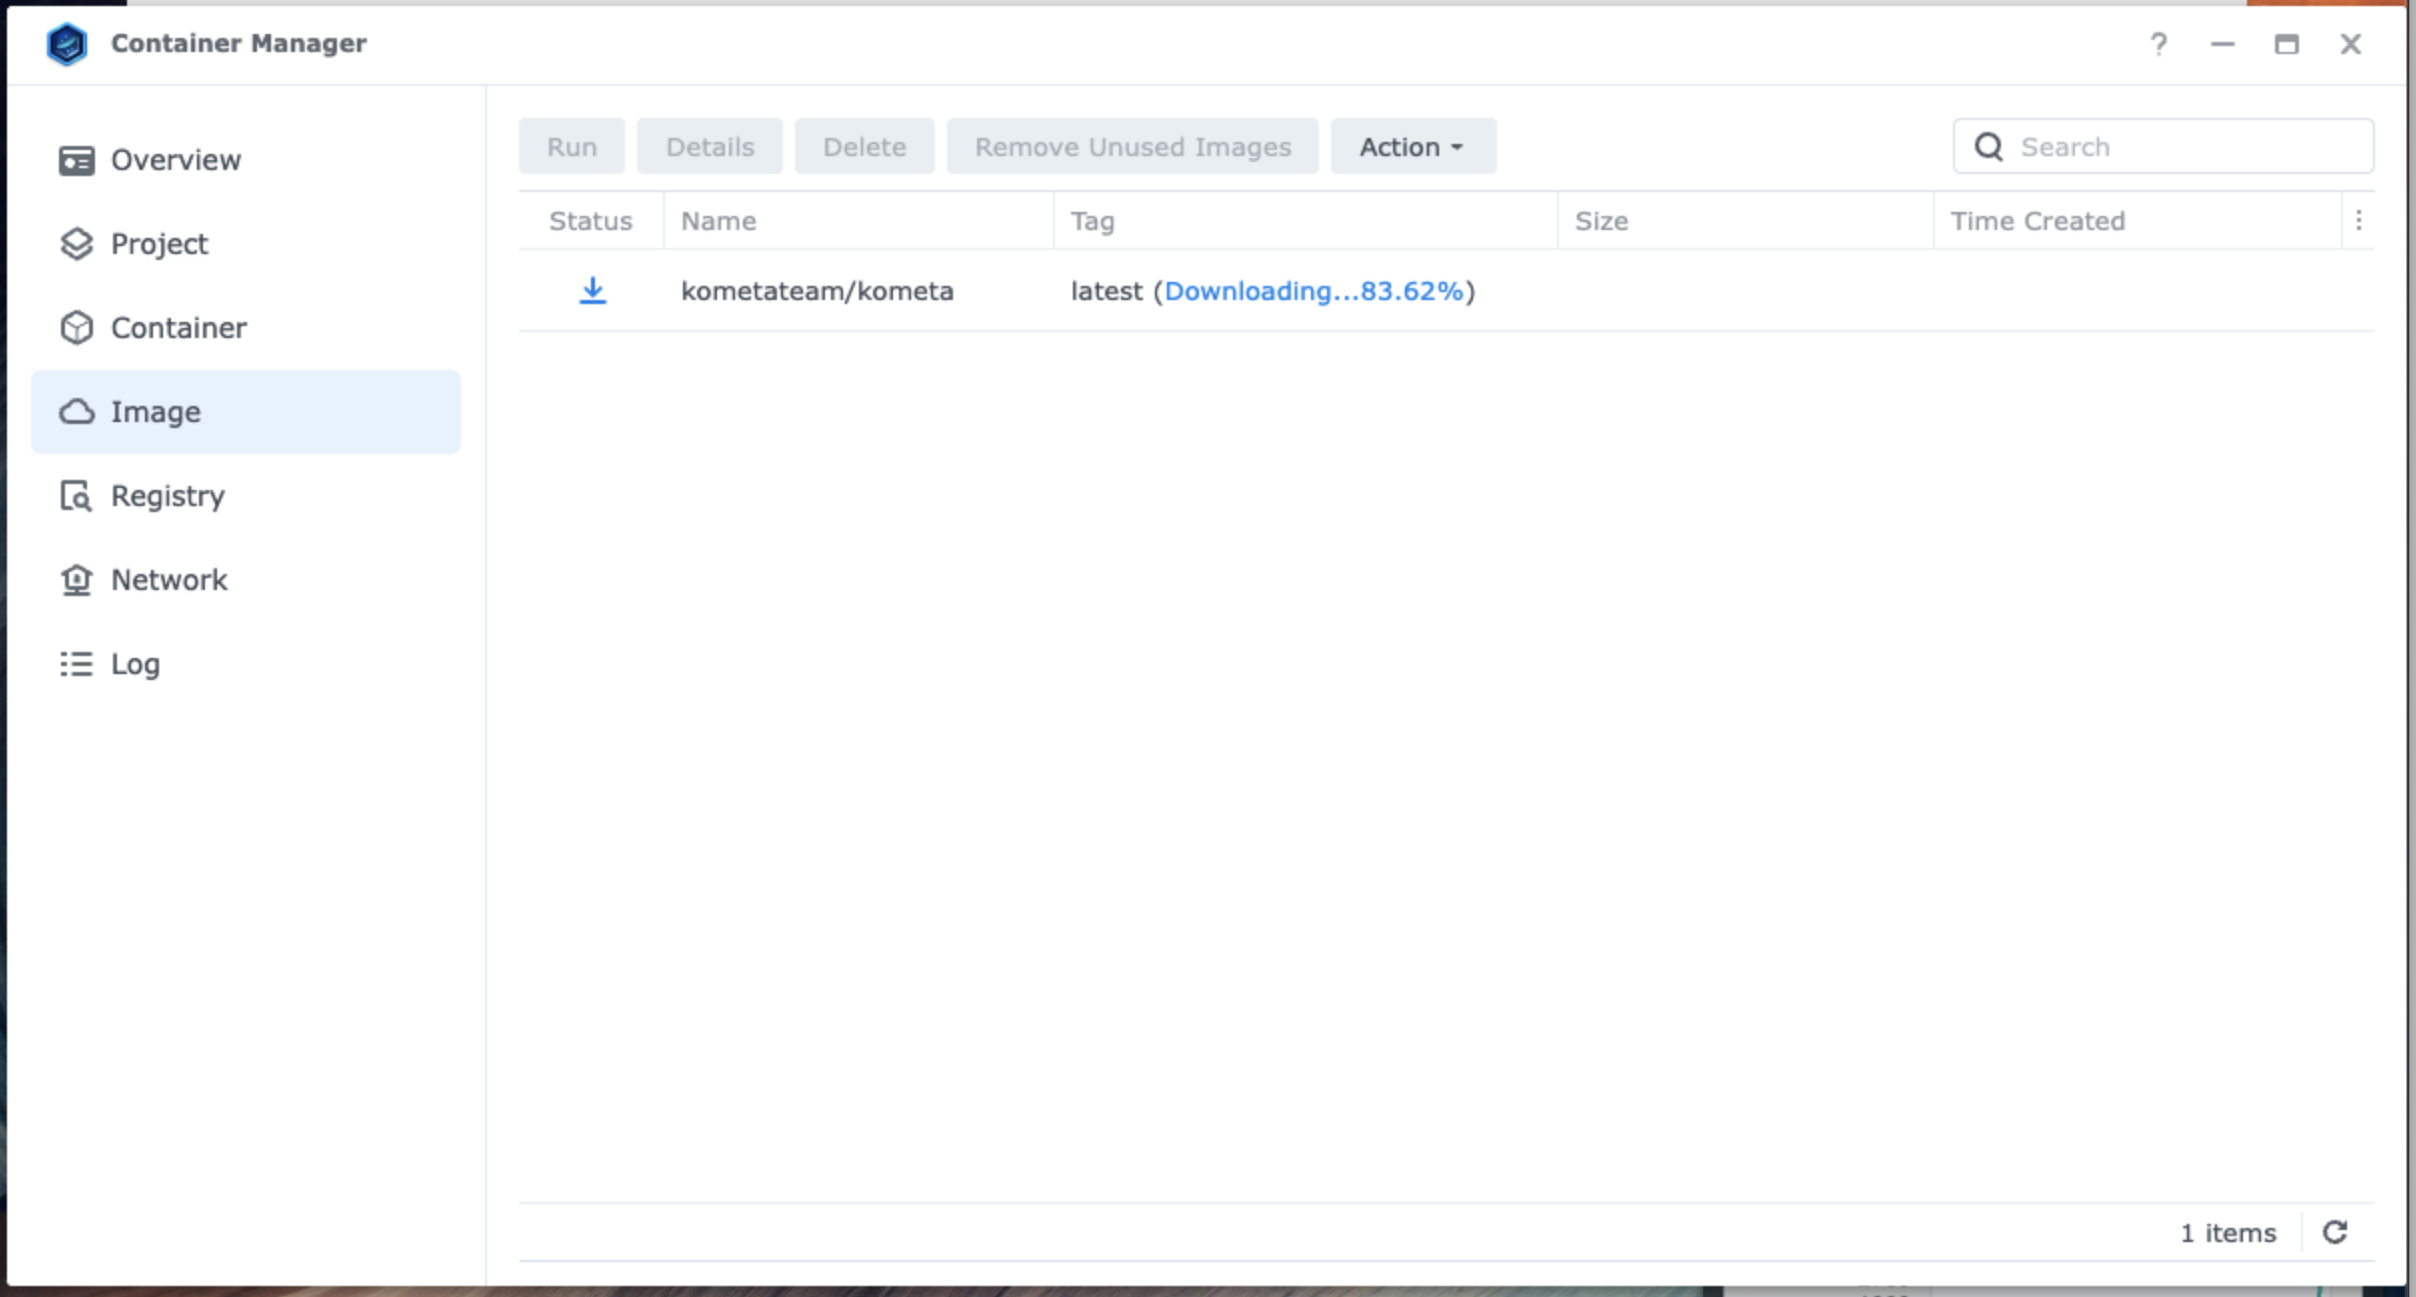 Container Manager
?
Overview
Project
Container
Image
Registry
Network
Log
Run Details Delete Remove Unused Images Action Search
Status Name Tag Size Time Created
kometateam/kometa latest (Downloading...83.62%)
1 items